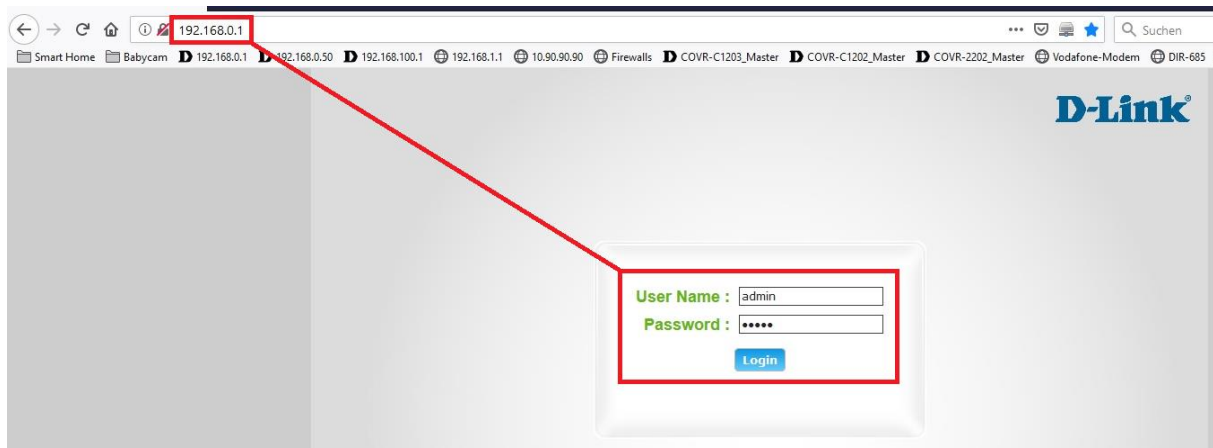 192.168.0.1
Suchen
Smart Home Babycam 192.168.0.1 192.168.0.50 192.168.100.1 192.168.1.1 10.90.90.90 Firewalls COVR-C1203_Master COVR-C1202_Master COVR-2202_Master Vodafone-Modem DIR-685
D-Link®
User Name : admin
Password : •••••
Login